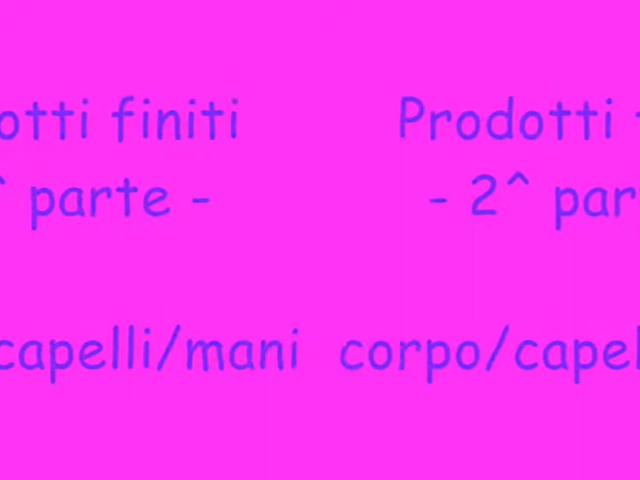 otti finiti Prodotti
^ parte - - 2^ par
capelli/mani corpo/capel